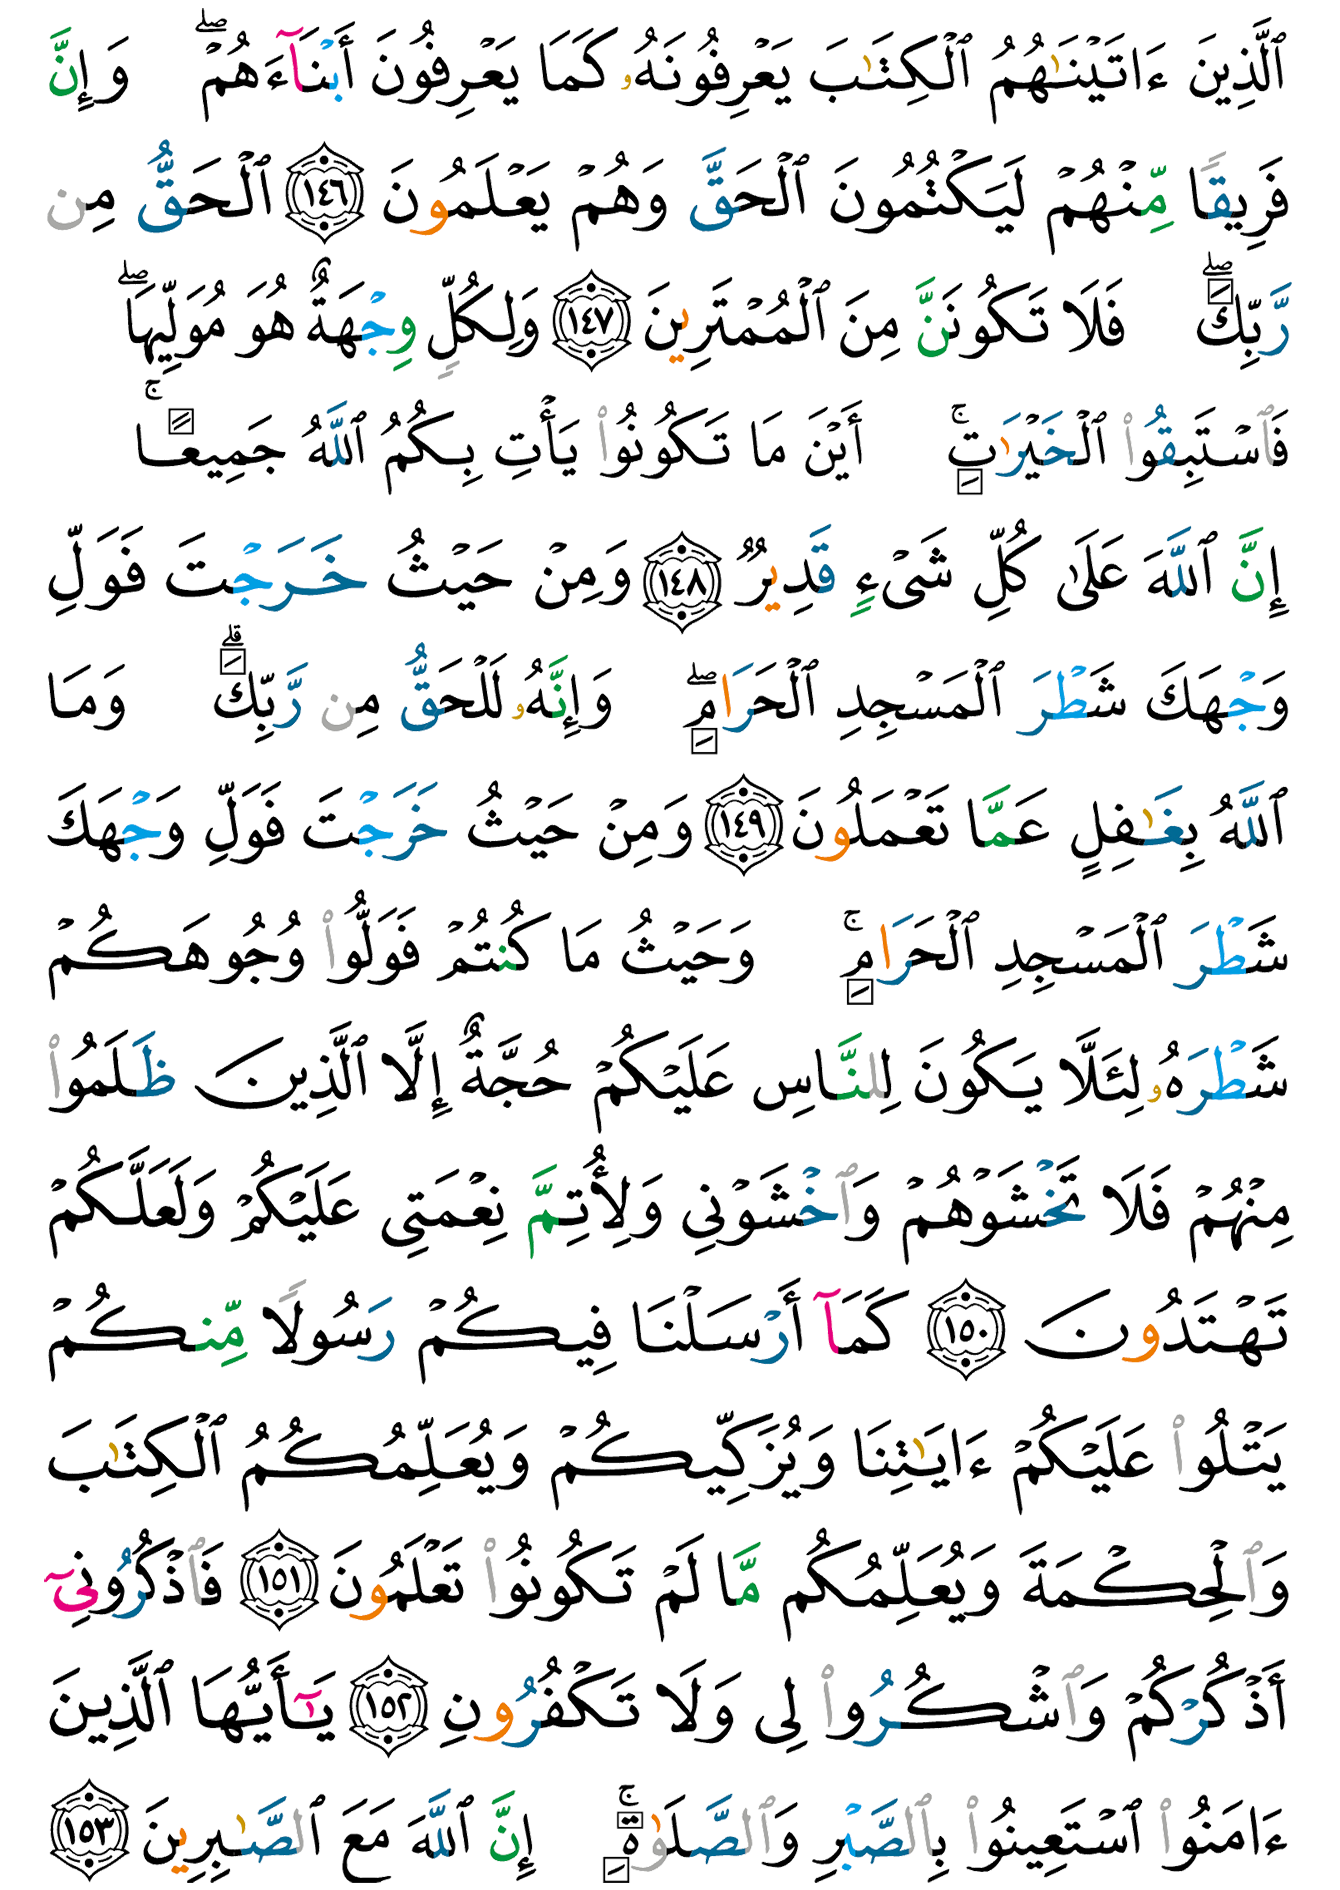 ٱلَّذِينَ ءَاتَيْنَـٰهُمُ ٱلْكِتَـٰبَ يَعْرِفُونَهُۥ كَمَا يَعْرِفُونَ أَبْنَآءَهُمْ ۖ وَإِنَّ
فَرِيقًا مِّنْهُمْ لَيَكْتُمُونَ ٱلْحَقَّ وَهُمْ يَعْلَمُونَ ١٤٦ ٱلْحَقُّ مِن
رَّبِّكَ ۖ فَلَا تَكُونَنَّ مِنَ ٱلْمُمْتَرِينَ ١٤٧ وَلِكُلٍّ وِجْهَةٌ هُوَ مُوَلِّيهَا ۖ
فَٱسْتَبِقُوا۟ ٱلْخَيْرَٰتِ ۚ أَيْنَ مَا تَكُونُوا۟ يَأْتِ بِكُمُ ٱللَّهُ جَمِيعًا ۚ
إِنَّ ٱللَّهَ عَلَىٰ كُلِّ شَىْءٍ قَدِيرٌ ١٤٨ وَمِنْ حَيْثُ خَرَجْتَ فَوَلِّ
وَجْهَكَ شَطْرَ ٱلْمَسْجِدِ ٱلْحَرَامِ ۖ وَإِنَّهُۥ لَلْحَقُّ مِن رَّبِّكَ ۗ وَمَا
ٱللَّهُ بِغَـٰفِلٍ عَمَّا تَعْمَلُونَ ١٤٩ وَمِنْ حَيْثُ خَرَجْتَ فَوَلِّ وَجْهَكَ
شَطْرَ ٱلْمَسْجِدِ ٱلْحَرَامِ ۚ وَحَيْثُ مَا كُنتُمْ فَوَلُّوا۟ وُجُوهَكُمْ
شَطْرَهُۥ لِئَلَّا يَكُونَ لِلنَّاسِ عَلَيْكُمْ حُجَّةٌ إِلَّا ٱلَّذِينَ ظَلَمُوا۟
مِنْهُمْ فَلَا تَخْشَوْهُمْ وَٱخْشَوْنِى وَلِأُتِمَّ نِعْمَتِى عَلَيْكُمْ وَلَعَلَّكُمْ
تَهْتَدُونَ ١٥٠ كَمَآ أَرْسَلْنَا فِيكُمْ رَسُولًا مِّنكُمْ
يَتْلُوا۟ عَلَيْكُمْ ءَايَـٰتِنَا وَيُزَكِّيكُمْ وَيُعَلِّمُكُمُ ٱلْكِتَـٰبَ
وَٱلْحِكْمَةَ وَيُعَلِّمُكُم مَّا لَمْ تَكُونُوا۟ تَعْلَمُونَ ١٥١ فَٱذْكُرُونِىٓ
أَذْكُرْكُمْ وَٱشْكُرُوا۟ لِى وَلَا تَكْفُرُونِ ١٥٢ يَـٰٓأَيُّهَا ٱلَّذِينَ
ءَامَنُوا۟ ٱسْتَعِينُوا۟ بِٱلصَّبْرِ وَٱلصَّلَوٰةِ ۚ إِنَّ ٱللَّهَ مَعَ ٱلصَّـٰبِرِينَ ١٥٣